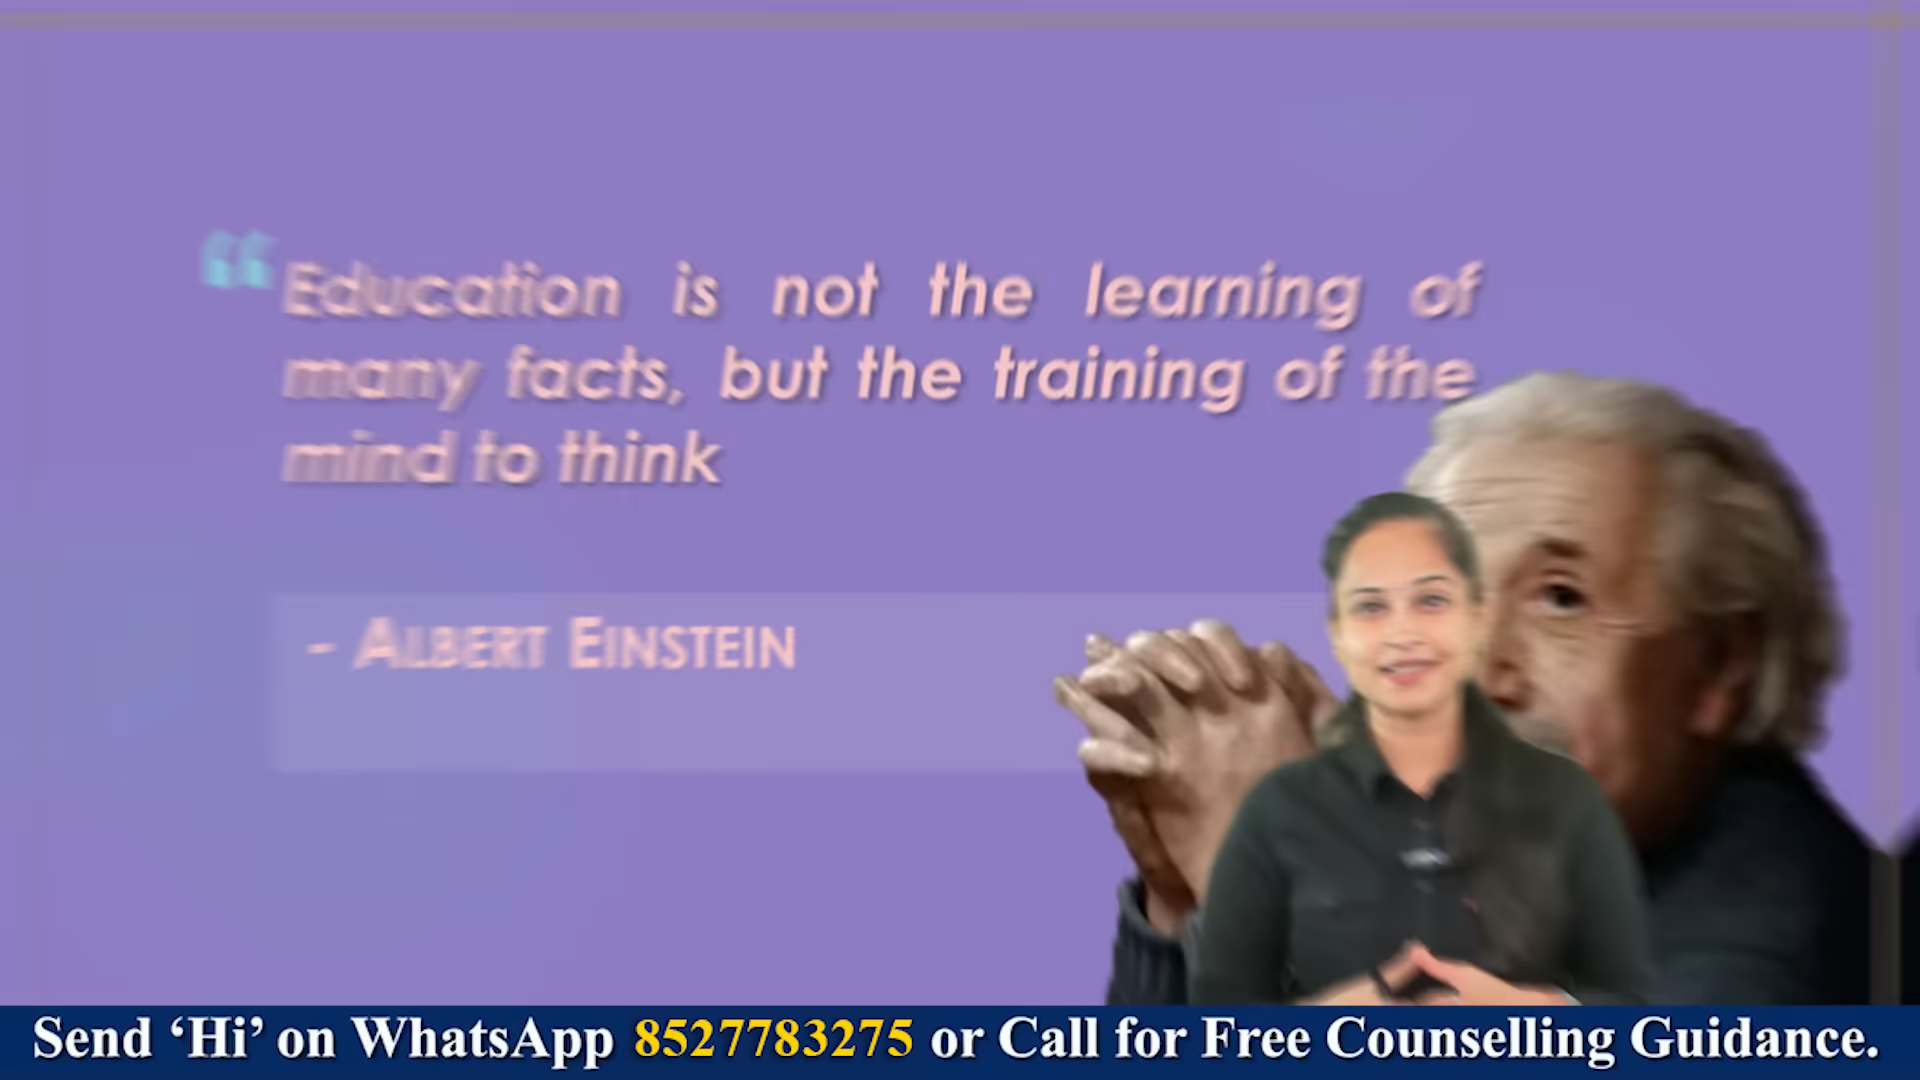 “Education is not the learning of
many facts, but the training of the
mind to think
- ALBERT EINSTEIN
Send ‘Hi’ on WhatsApp 8527783275 or Call for Free Counselling Guidance.